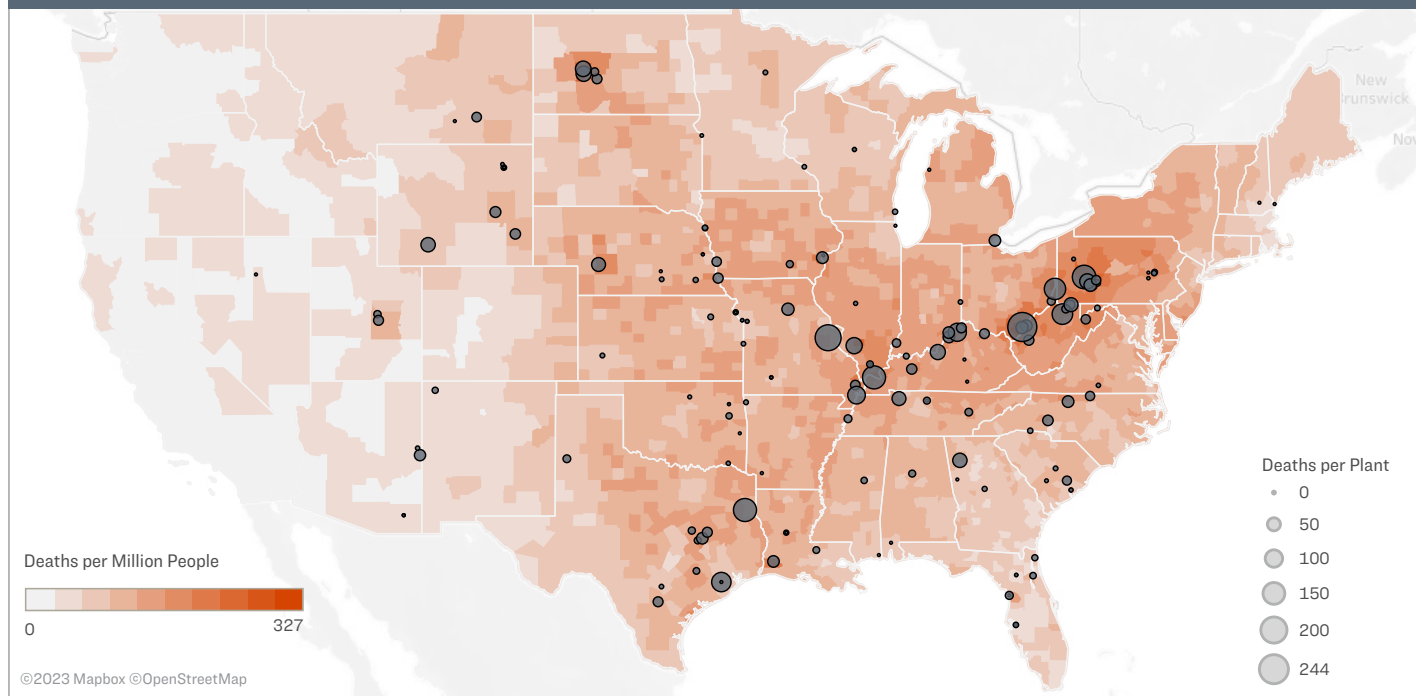 New
Brunswick
Nov
Deaths per Million People
0
327
Deaths per Plant
0
50
100
150
200
244
©2023 Mapbox ©OpenStreetMap